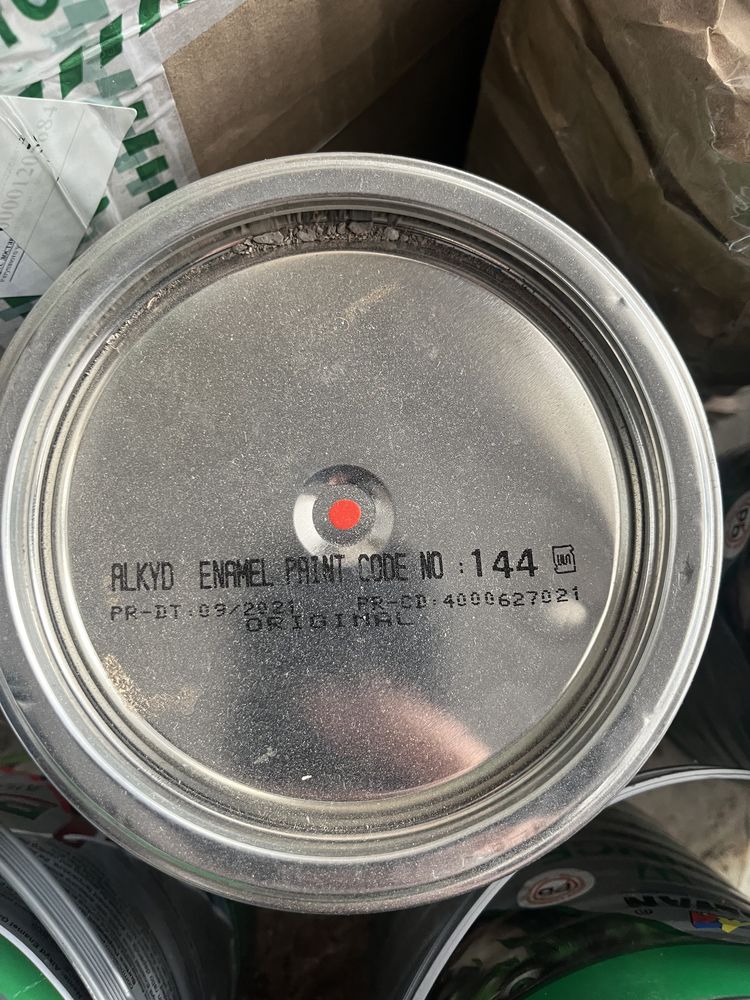 ALKYD ENAMEL PAINT CODE NO : 144
PR-DT:09/2021 PR-CD:4000627021
ORIGINAL